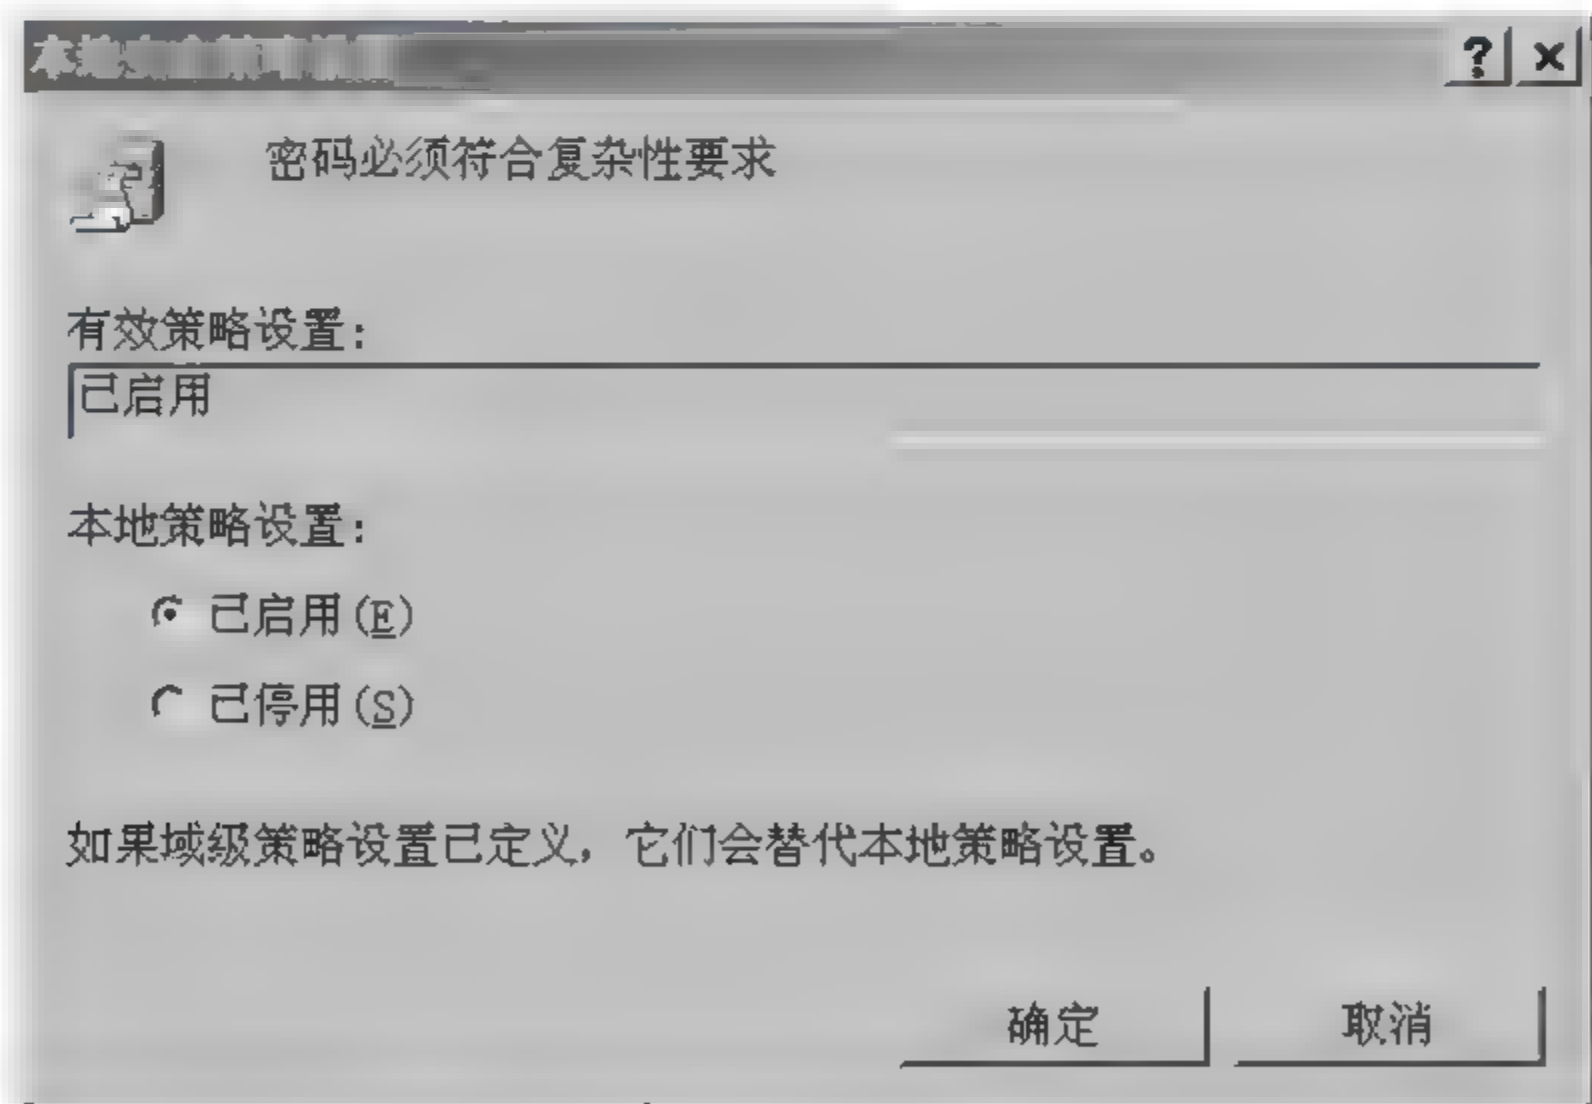 密码必须符合复杂性要求
有效策略设置:
已启用
本地策略设置:
已启用(E)
已停用(S)
如果域级策略设置已定义，它们会替代本地策略设置。
确定
取消